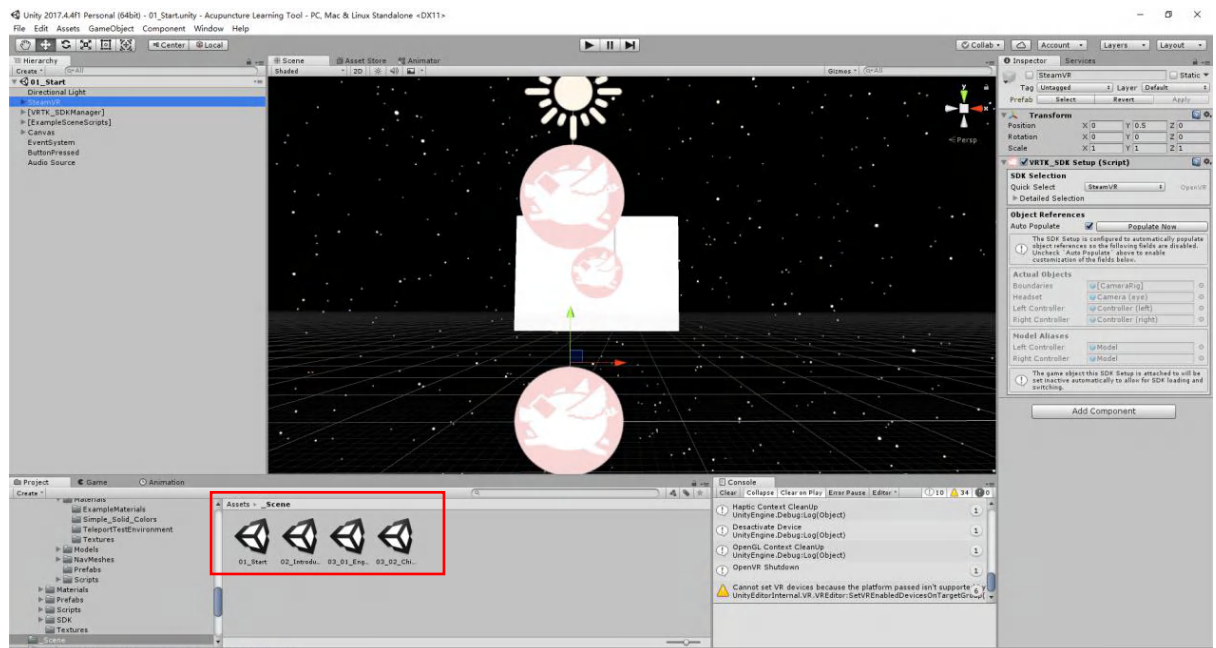 Unity 2017.4.4f1 Personal (64bit) - 01_Start.unity - Acupuncture Learning Tool - PC, Mac & Linux Standalone <DX11>
File Edit Assets GameObject Component Window Help
Center Local Collab Account Layers Layout
Hierarchy
Create All
01_Start
Directional Light
SteamVR
[VRTK_SDKManager]
[ExampleSceneScripts]
Canvas
EventSystem
ButtonPressed
Audio Source
Scene Asset Store Animator
Shaded 2D Gizmos All
y
x
Persp
Inspector Services
SteamVR Static
Tag Untagged Layer Default
Prefab Select Revert Apply
Transform
Position X 0 Y 0.5 Z 0
Rotation X 0 Y 0 Z 0
Scale X 1 Y 1 Z 1
VRTK_SDK Setup (Script)
SDK Selection
Quick Select SteamVR OpenVR
Detailed Selection
Object References
Auto Populate Populate Now
The SDK Setup is configured to automatically populate
object references so the following fields are disabled.
Uncheck `Auto Populate` above to enable
customization of the fields below.
Actual Objects
Boundaries [CameraRig]
Headset Camera (eye)
Left Controller Controller (left)
Right Controller Controller (right)
Model Aliases
Left Controller Model
Right Controller Model
The game object this SDK Setup is attached to will be
set inactive automatically to allow for SDK loading and
switching.
Add Component
Project Game Animation
Create
Materials
ExampleMaterials
Simple_Solid_Colors
TeleportTestEnvironment
Textures
Models
NavMeshes
Prefabs
Scripts
Materials
Prefabs
Scripts
SDK
Textures
_Scene
Assets _Scene
01_Start 02_Introdu... 03_01_Eng... 03_02_Chi...
Console
Clear Collapse Clear on Play Error Pause Editor 10 34 0
Haptic Context CleanUp
UnityEngine.Debug:Log(Object) 1
Desactivate Device
UnityEngine.Debug:Log(Object) 1
OpenGL Context CleanUp
UnityEngine.Debug:Log(Object) 1
OpenVR Shutdown 1
Cannot set VR devices because the platform passed isn't supported
UnityEditorInternal.VR.VREditor:SetVREnabledDevicesOnTargetGroup( 6